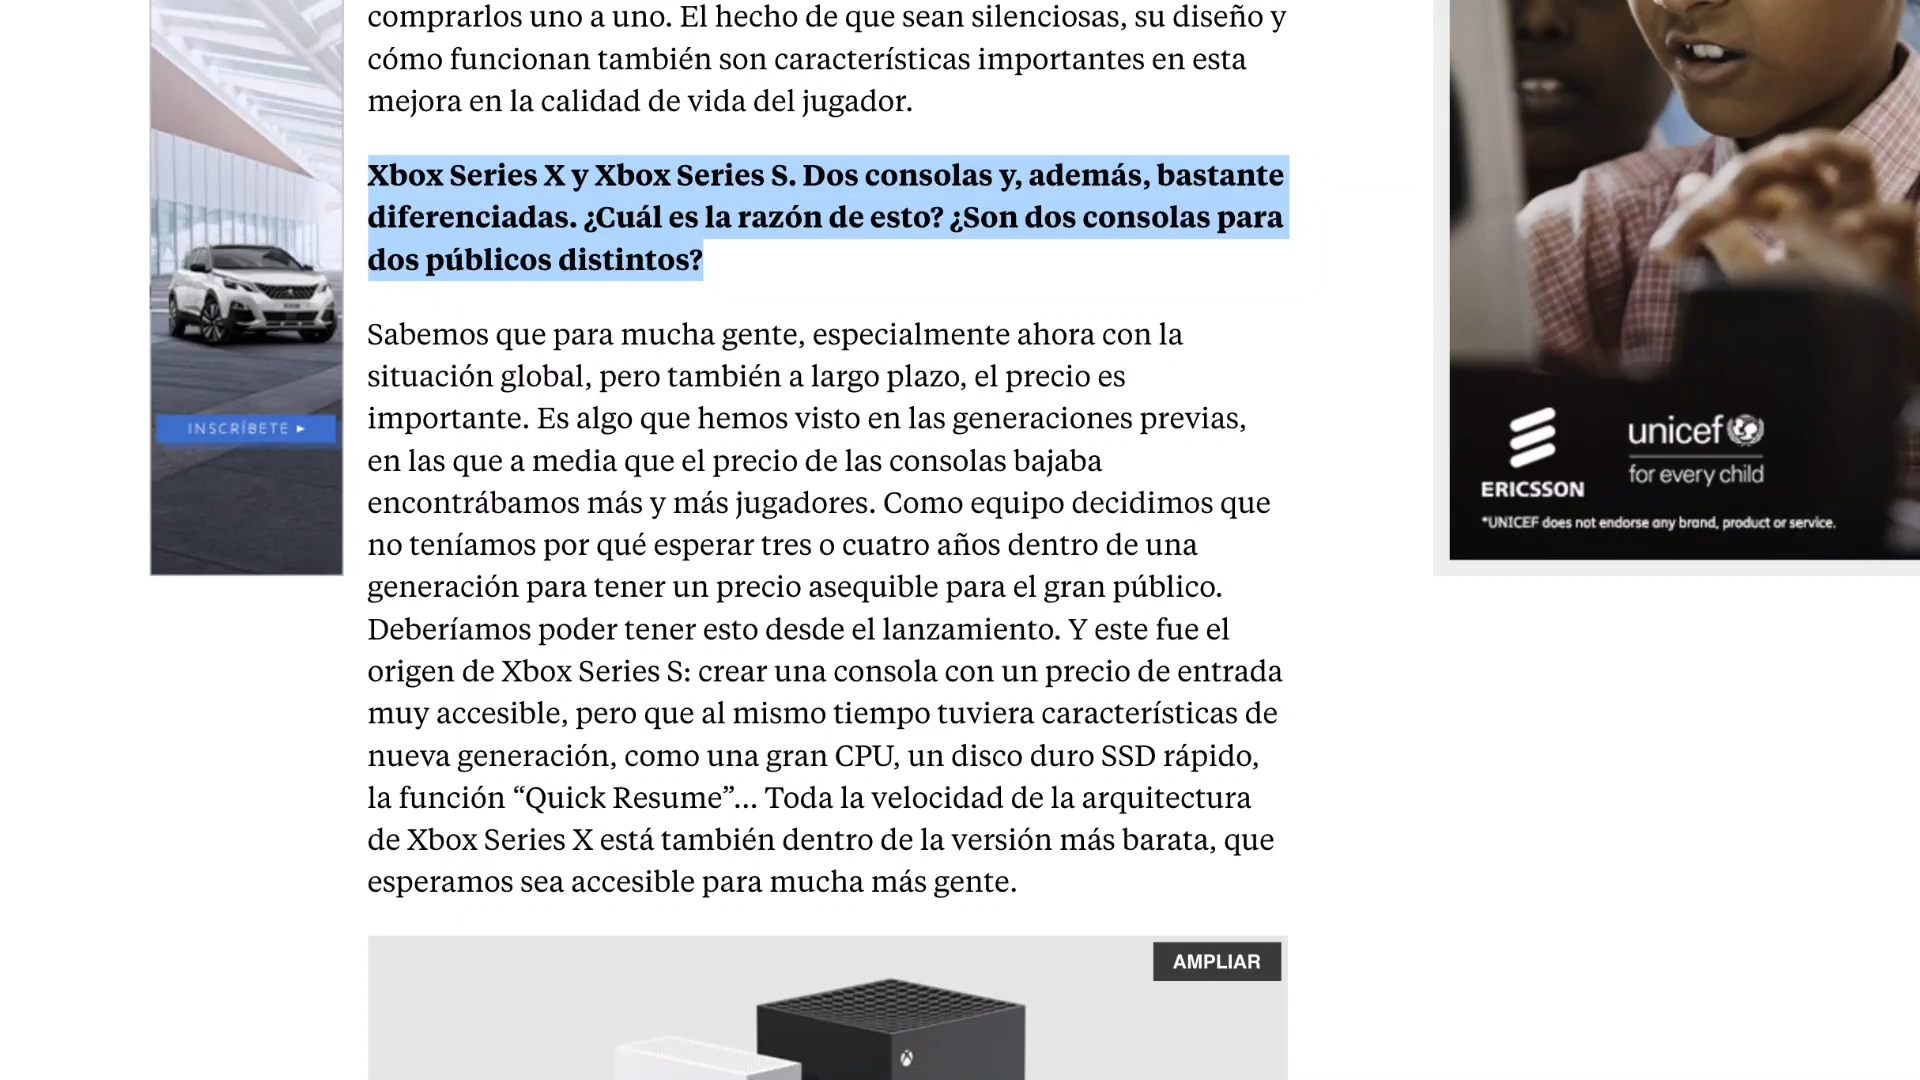 comprarlos uno a uno. El hecho de que sean silenciosas, su diseño y
cómo funcionan también son características importantes en esta
mejora en la calidad de vida del jugador.
Xbox Series X y Xbox Series S. Dos consolas y, además, bastante
diferenciadas. ¿Cuál es la razón de esto? ¿Son dos consolas para
dos públicos distintos?
Sabemos que para mucha gente, especialmente ahora con la
situación global, pero también a largo plazo, el precio es
importante. Es algo que hemos visto en las generaciones previas,
en las que a media que el precio de las consolas bajaba
encontrábamos más y más jugadores. Como equipo decidimos que
no teníamos por qué esperar tres o cuatro años dentro de una
generación para tener un precio asequible para el gran público.
Deberíamos poder tener esto desde el lanzamiento. Y este fue el
origen de Xbox Series S: crear una consola con un precio de entrada
muy accesible, pero que al mismo tiempo tuviera características de
nueva generación, como una gran CPU, un disco duro SSD rápido,
la función “Quick Resume”... Toda la velocidad de la arquitectura
de Xbox Series X está también dentro de la versión más barata, que
esperamos sea accesible para mucha más gente.
AMPLIAR
INSCRÍBETE ►
ERICSSON
unicef
for every child
*UNICEF does not endorse any brand, product or service.